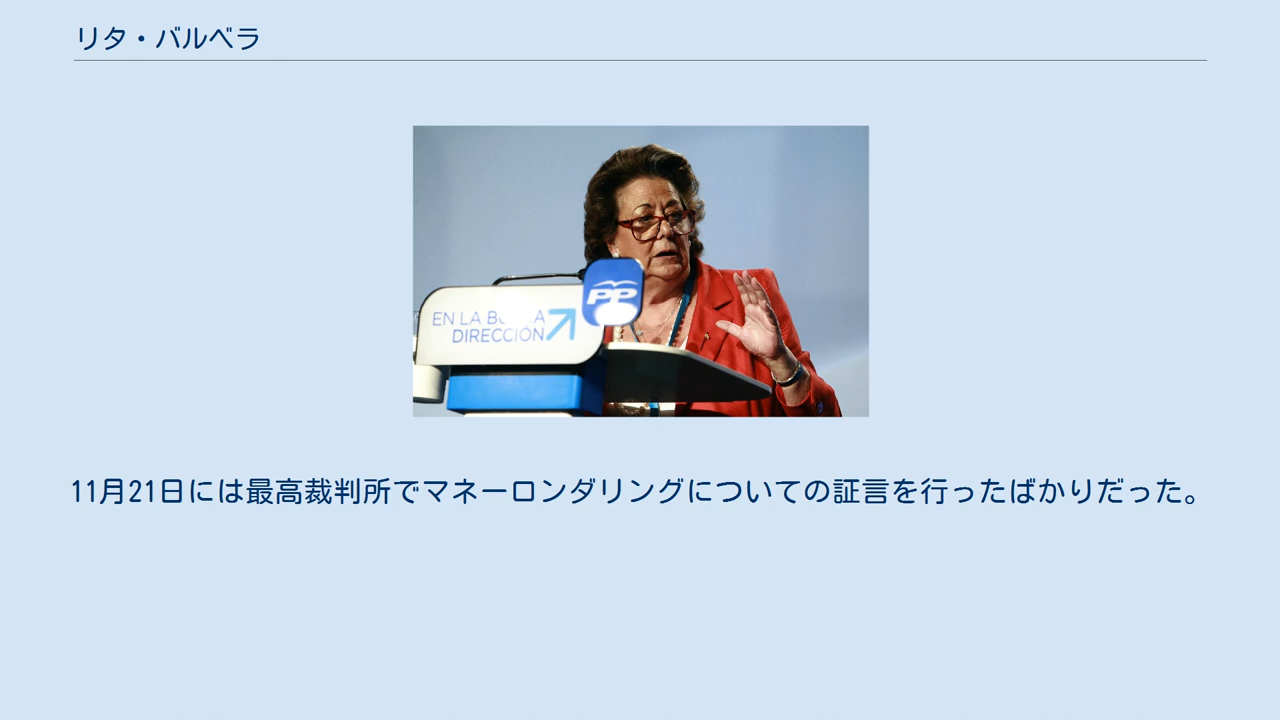 リタ・バルベラ
PP
EN LA
DIRECCIÓN
11月21日には最高裁判所でマネーロンダリングについての証言を行ったばかりだった。